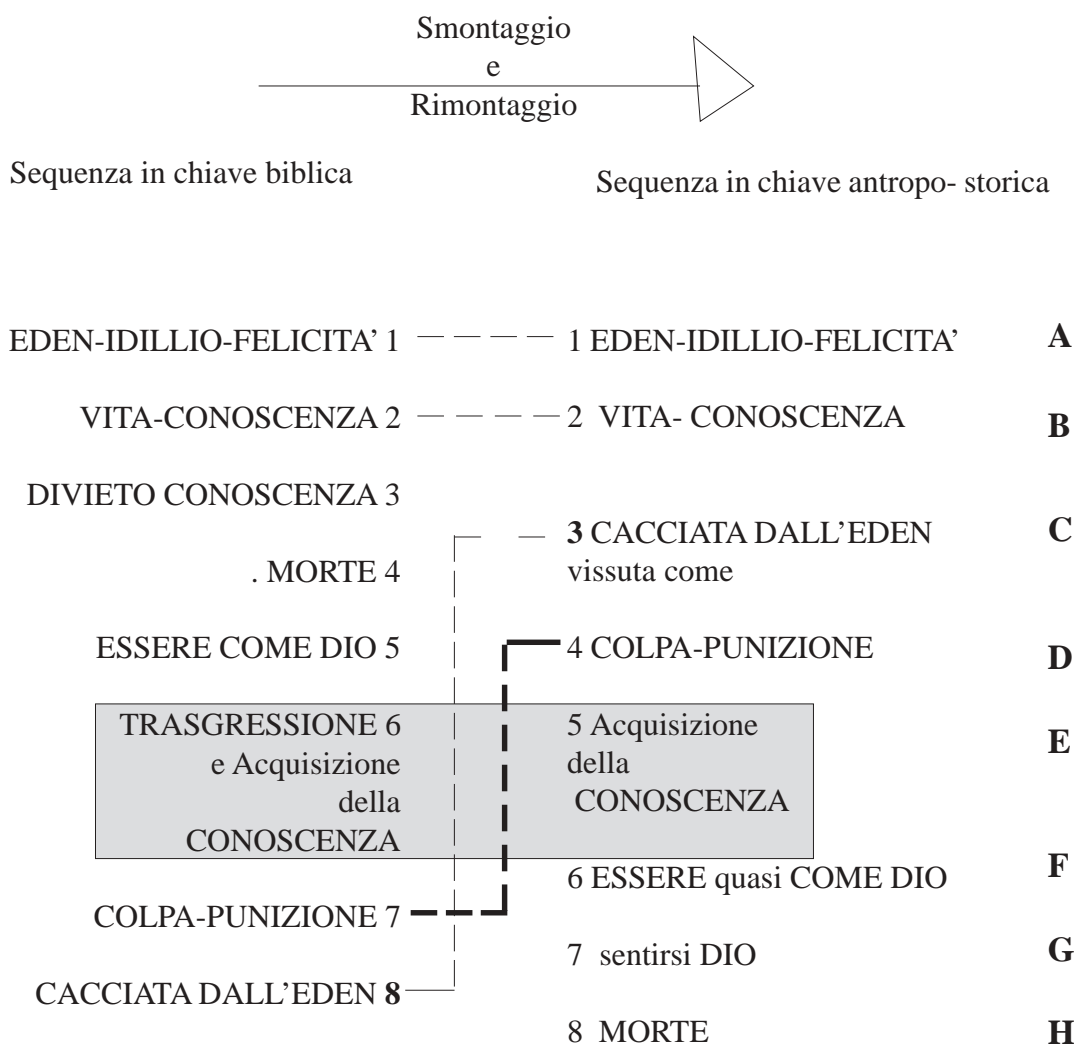 Smontaggio
e
Rimontaggio
Sequenza in chiave biblica
Sequenza in chiave antropo- storica
EDEN-IDILLIO-FELICITA’ 1
1 EDEN-IDILLIO-FELICITA’
A
VITA-CONOSCENZA 2
2 VITA- CONOSCENZA
B
DIVIETO CONOSCENZA 3
3 CACCIATA DALL’EDEN
vissuta come
C
. MORTE 4
ESSERE COME DIO 5
4 COLPA-PUNIZIONE
D
TRASGRESSIONE 6
e Acquisizione
della
CONOSCENZA
5 Acquisizione
della
CONOSCENZA
E
6 ESSERE quasi COME DIO
F
COLPA-PUNIZIONE 7
7 sentirsi DIO
G
CACCIATA DALL’EDEN 8
8 MORTE
H